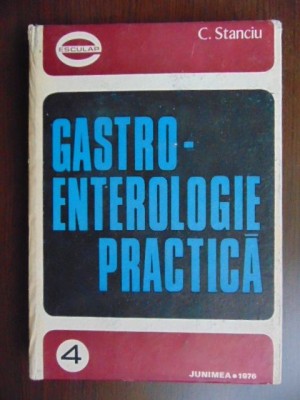 ESCULAP
C. Stanciu
GASTRO-
ENTEROLOGIE
PRACTICĂ
4
JUNIMEA • 1976